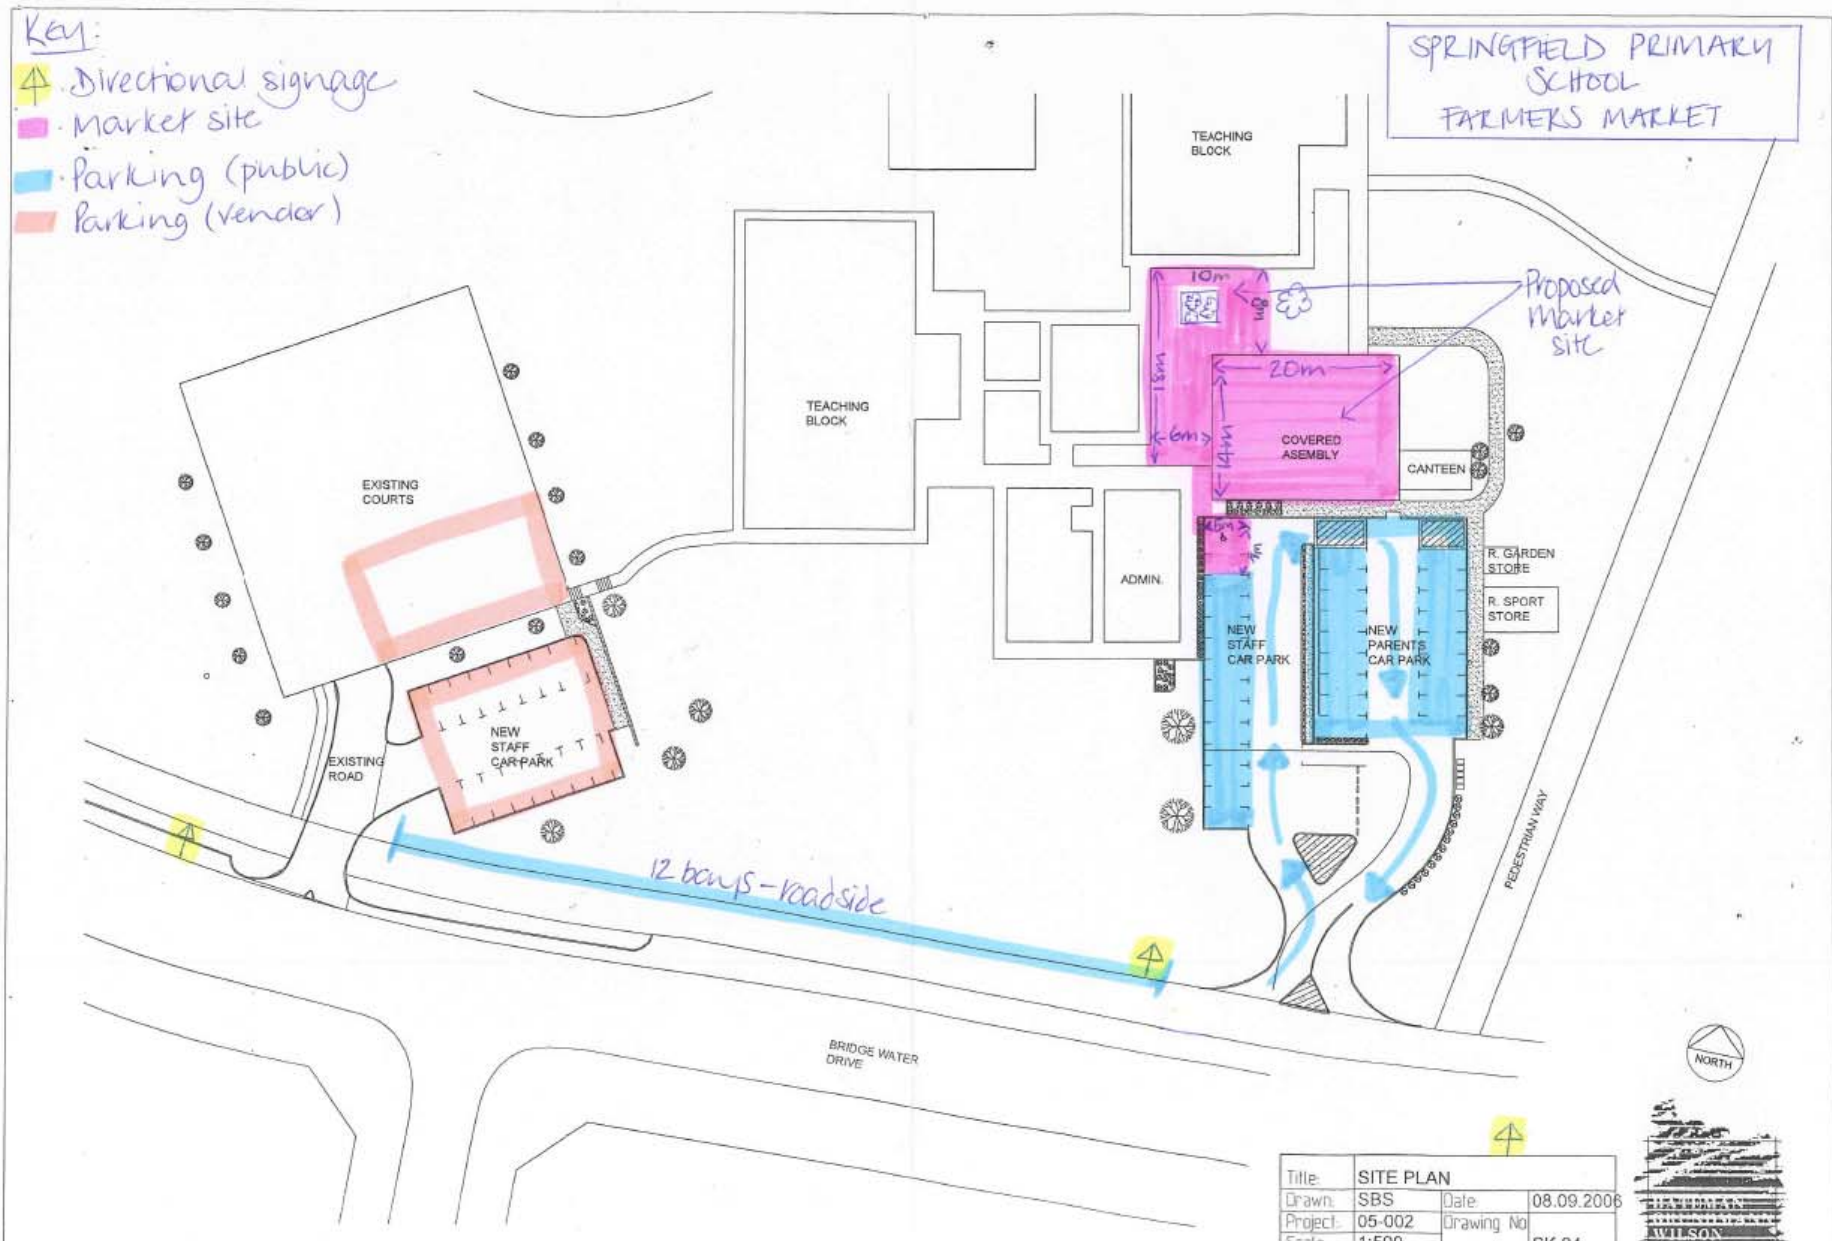 Key:
Directional signage
Market site
Parking (public)
Parking (vendor)
SPRINGFIELD PRIMARY
SCHOOL
FARMERS MARKET
TEACHING
BLOCK
10m
8m
18m
6m
Proposed
market
site
20m
14m
COVERED
ASEMBLY
CANTEEN
TEACHING
BLOCK
EXISTING
COURTS
5m
ADMIN.
R. GARDEN
STORE
R. SPORT
STORE
NEW
STAFF
CAR PARK
NEW
PARENTS
CAR PARK
NEW
STAFF
CAR PARK
EXISTING
ROAD
12 bays - roadside
PEDESTRIAN WAY
BRIDGE WATER
DRIVE
NORTH
Title: SITE PLAN
Drawn: SBS Date: 08.09.2006
Project: 05-002 Drawing No
WILSON